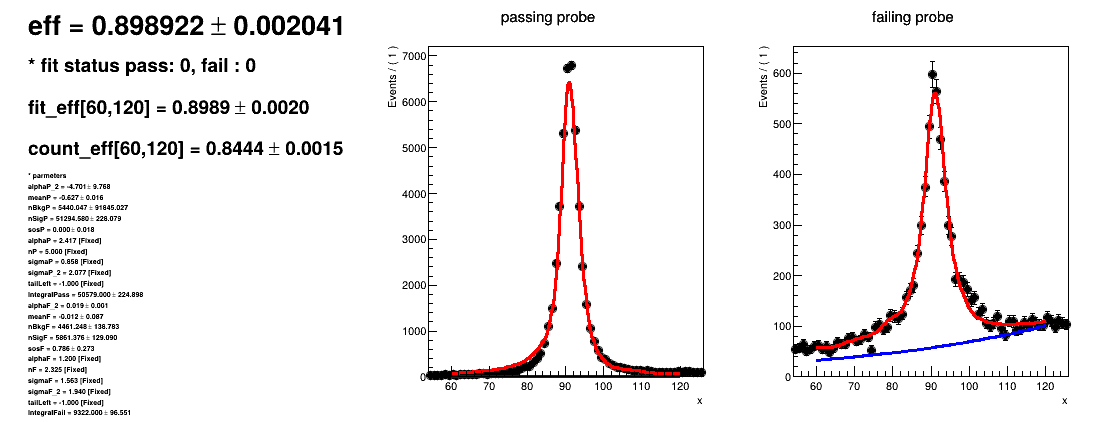 eff = 0.898922 ± 0.002041
* fit status pass: 0, fail : 0
fit_eff[60,120] = 0.8989 ± 0.0020
count_eff[60,120] = 0.8444 ± 0.0015
* parmeters
alphaP_2 = -4.701 ± 9.768
meanP = -0.627 ± 0.016
nBkgP = 5440.047 ± 91845.027
nSigP = 51294.580 ± 228.079
sosP = 0.000 ± 0.018
alphaP = 2.417 [Fixed]
nP = 5.000 [Fixed]
sigmaP = 0.858 [Fixed]
sigmaP_2 = 2.077 [Fixed]
tailLeft = -1.000 [Fixed]
IntegralPass = 50579.000 ± 224.898
alphaF_2 = 0.019 ± 0.001
meanF = -0.012 ± 0.087
nBkgF = 4461.248 ± 138.783
nSigF = 5861.376 ± 129.090
sosF = 0.786 ± 0.273
alphaF = 1.200 [Fixed]
nF = 2.325 [Fixed]
sigmaF = 1.563 [Fixed]
sigmaF_2 = 1.940 [Fixed]
tailLeft = -1.000 [Fixed]
IntegralFail = 9322.000 ± 96.551
passing probe
Events / ( 1 )
7000
6000
5000
4000
3000
2000
1000
0
60 70 80 90 100 110 120
x
failing probe
Events / ( 1 )
600
500
400
300
200
100
0
60 70 80 90 100 110 120
x